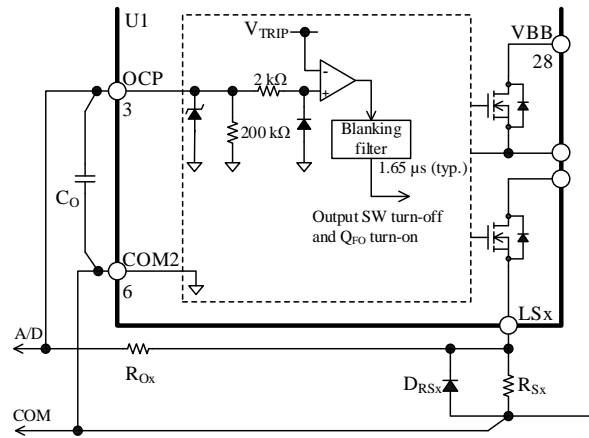 U1
VTRIP
VBB
28
OCP
3
2 kΩ
-
+
200 kΩ
Blanking
filter
1.65 µs (typ.)
CO
Output SW turn-off
and QFO turn-on
COM2
6
LSx
A/D
ROx
DRSx
RSx
COM